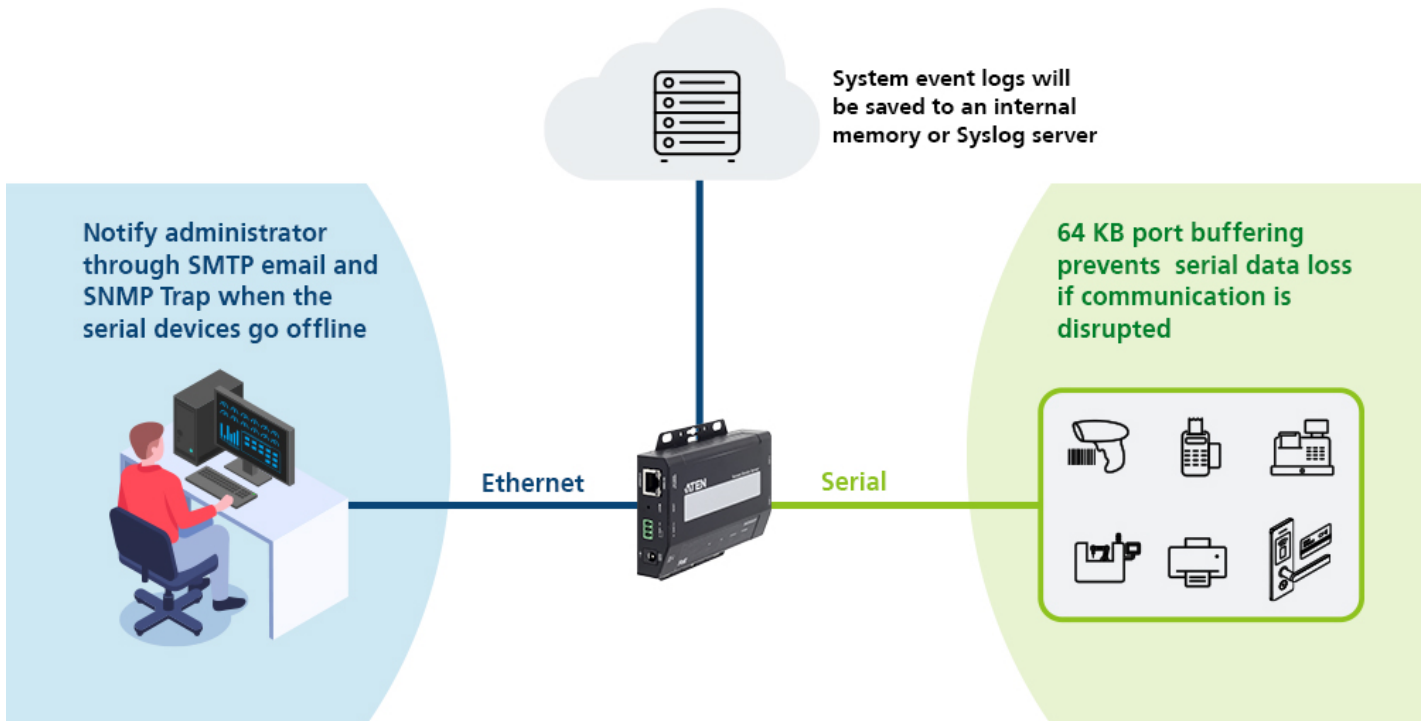 System event logs will
be saved to an internal
memory or Syslog server
Notify administrator
through SMTP email and
SNMP Trap when the
serial devices go offline
64 KB port buffering
prevents serial data loss
if communication is
disrupted
Ethernet
Serial
ATEN